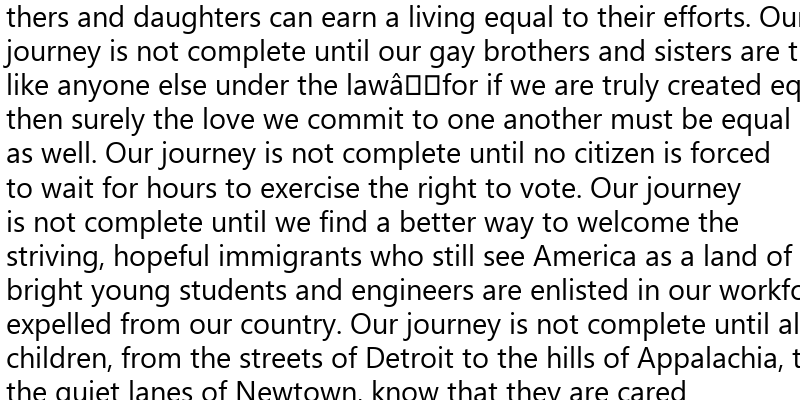 thers and daughters can earn a living equal to their efforts. Our
journey is not complete until our gay brothers and sisters are t
like anyone else under the lawâ▯▯for if we are truly created eq
then surely the love we commit to one another must be equal
as well. Our journey is not complete until no citizen is forced
to wait for hours to exercise the right to vote. Our journey
is not complete until we find a better way to welcome the
striving, hopeful immigrants who still see America as a land of
bright young students and engineers are enlisted in our workfo
expelled from our country. Our journey is not complete until al
children, from the streets of Detroit to the hills of Appalachia, t
the quiet lanes of Newtown, know that they are cared